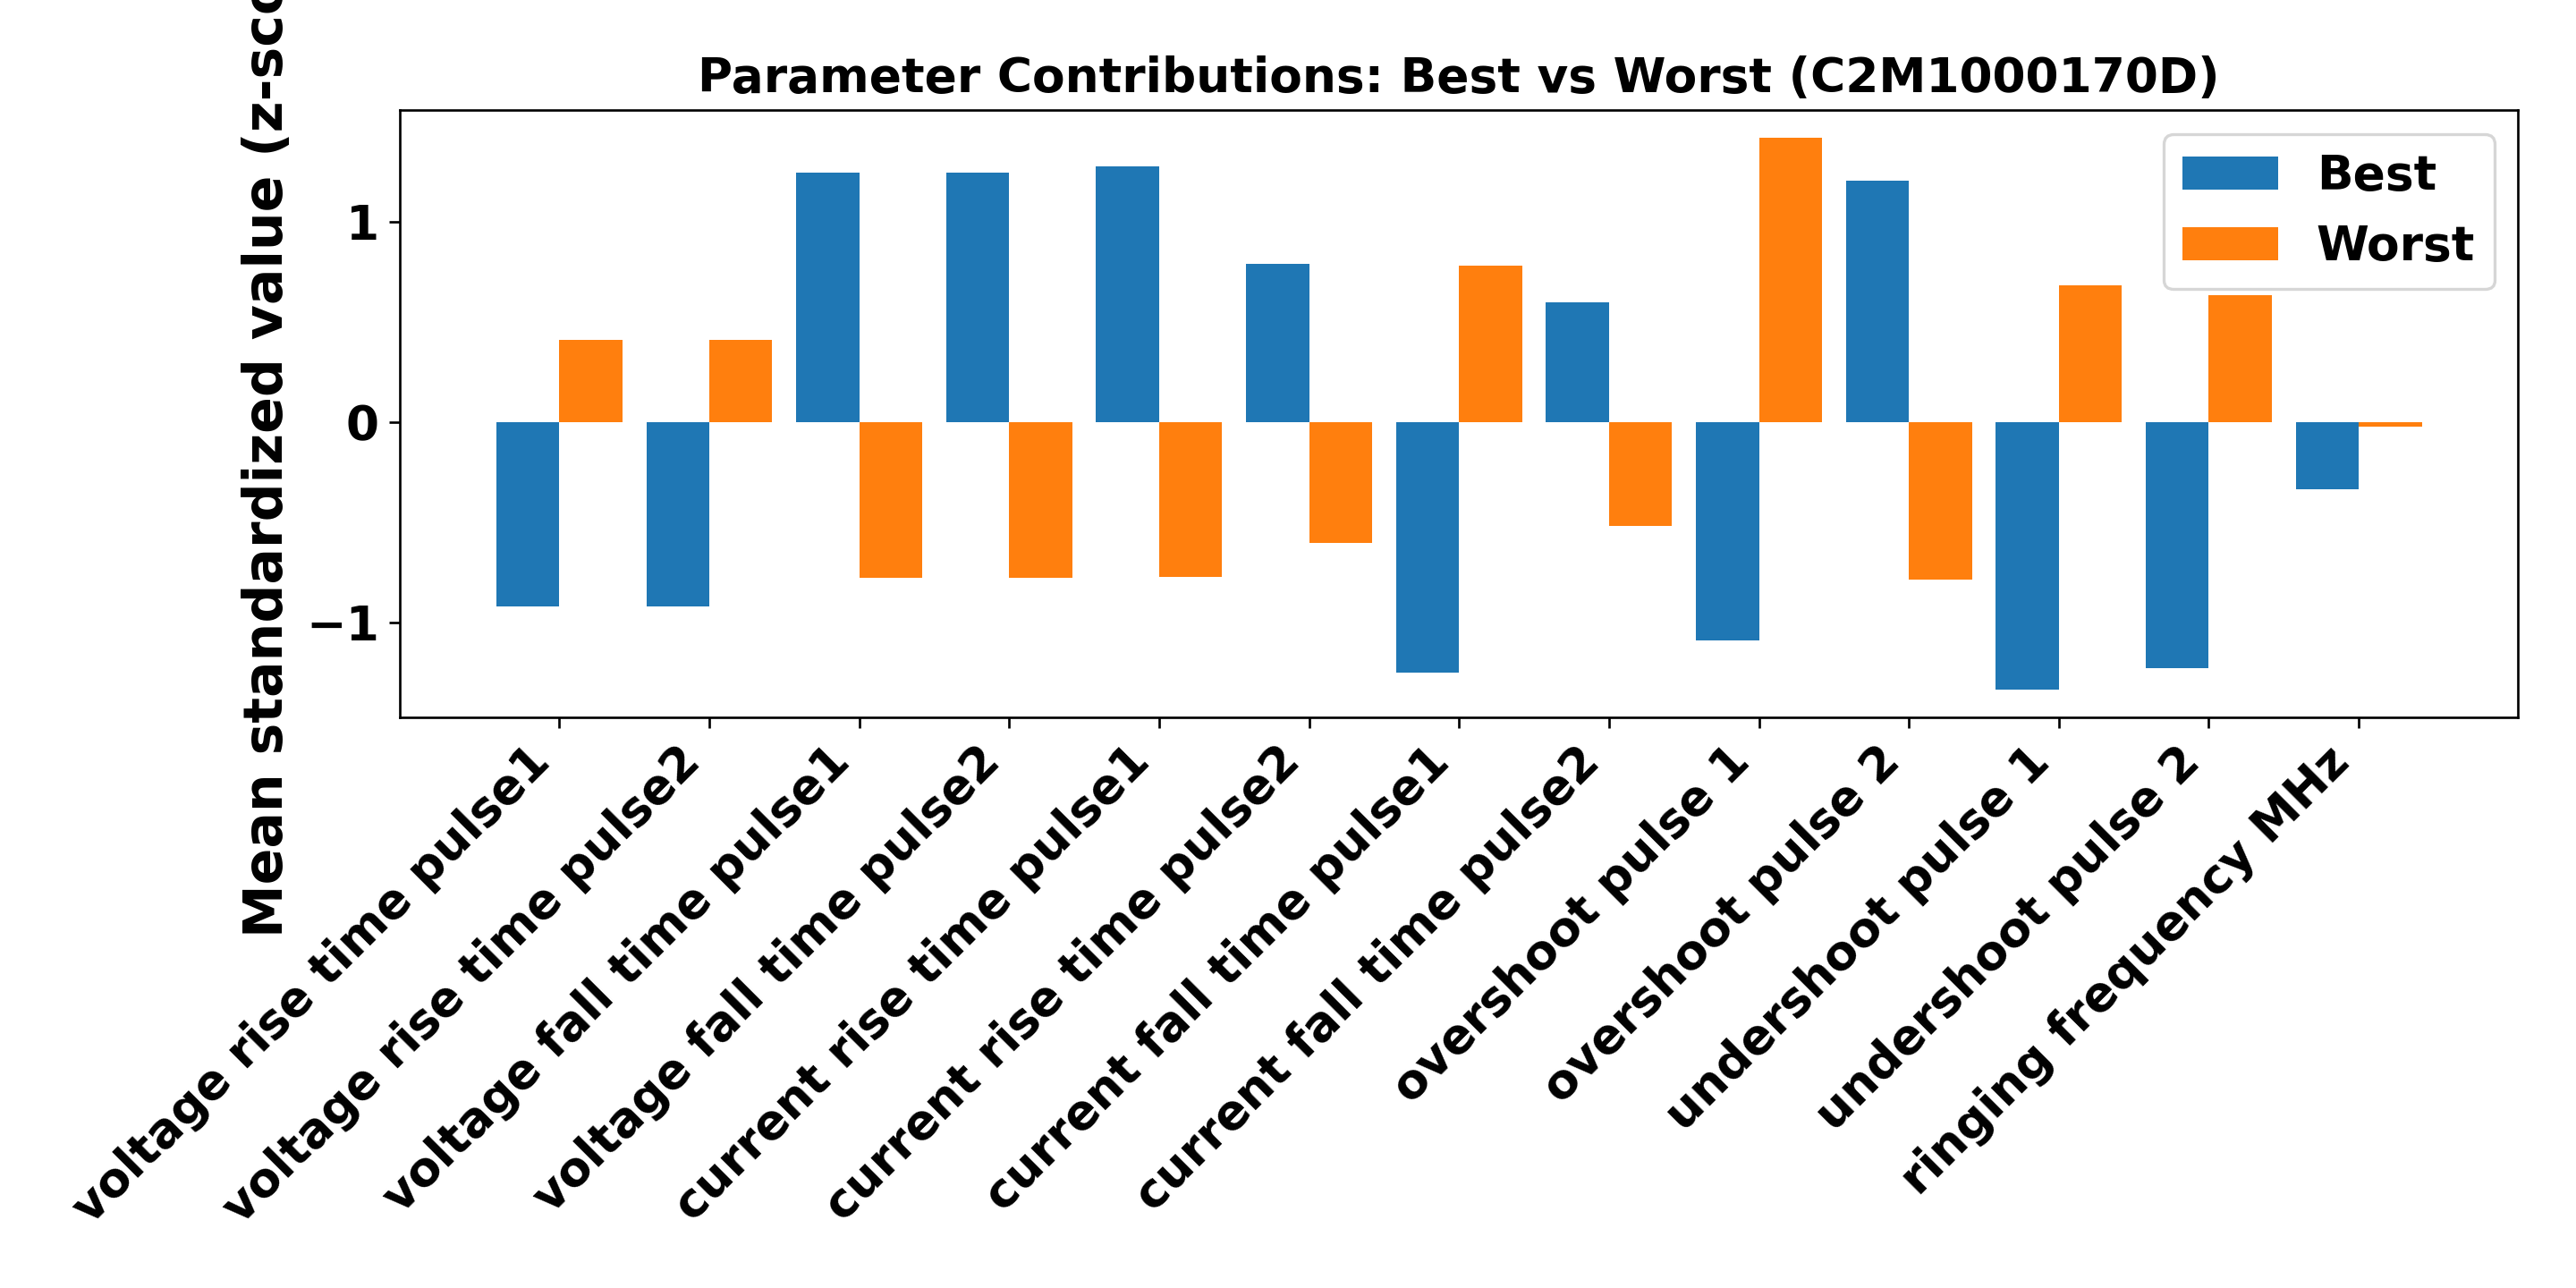 Parameter Contributions: Best vs Worst (C2M1000170D)
Mean standardized value (z-sco
1
0
−1
Best
Worst
voltage rise time pulse1
voltage rise time pulse2
voltage fall time pulse1
voltage fall time pulse2
current rise time pulse1
current rise time pulse2
current fall time pulse1
current fall time pulse2
overshoot pulse 1
overshoot pulse 2
undershoot pulse 1
undershoot pulse 2
ringing frequency MHz